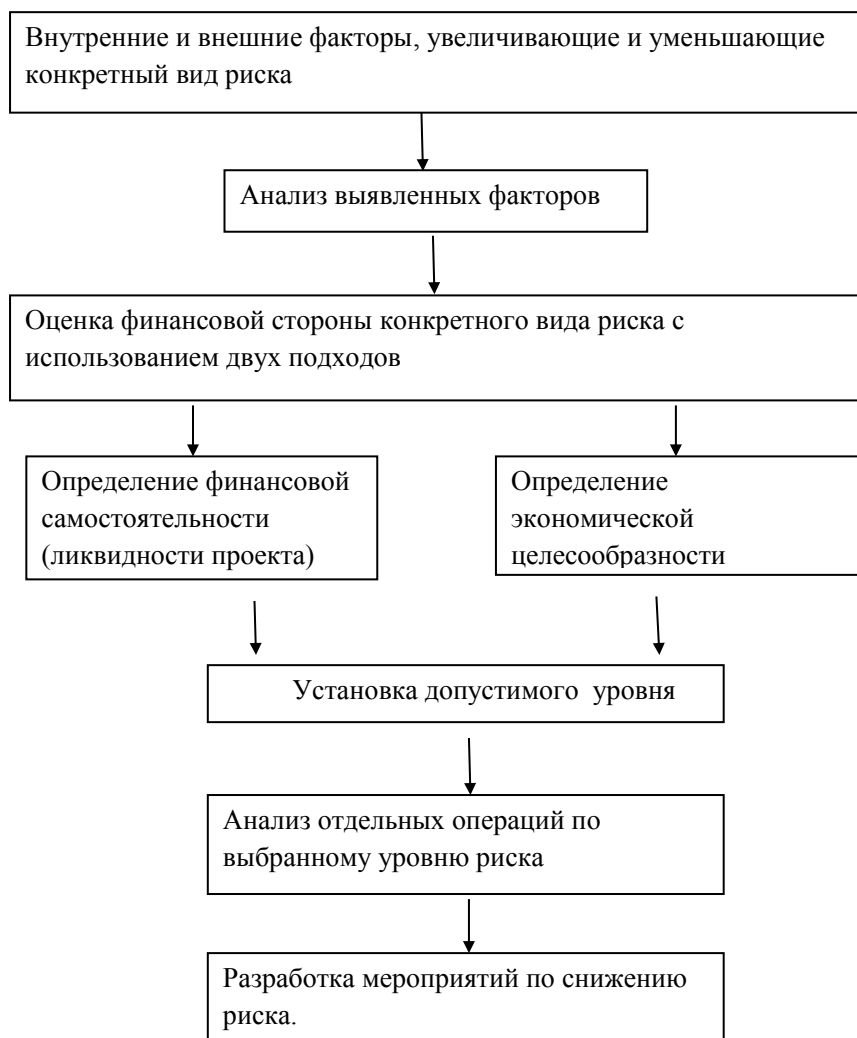 Внутренние и внешние факторы, увеличивающие и уменьшающие
конкретный вид риска
Анализ выявленных факторов
Оценка финансовой стороны конкретного вида риска с
использованием двух подходов
Определение финансовой
самостоятельности
(ликвидности проекта)
Определение
экономической
целесообразности
Установка допустимого уровня
Анализ отдельных операций по
выбранному уровню риска
Разработка мероприятий по снижению
риска.